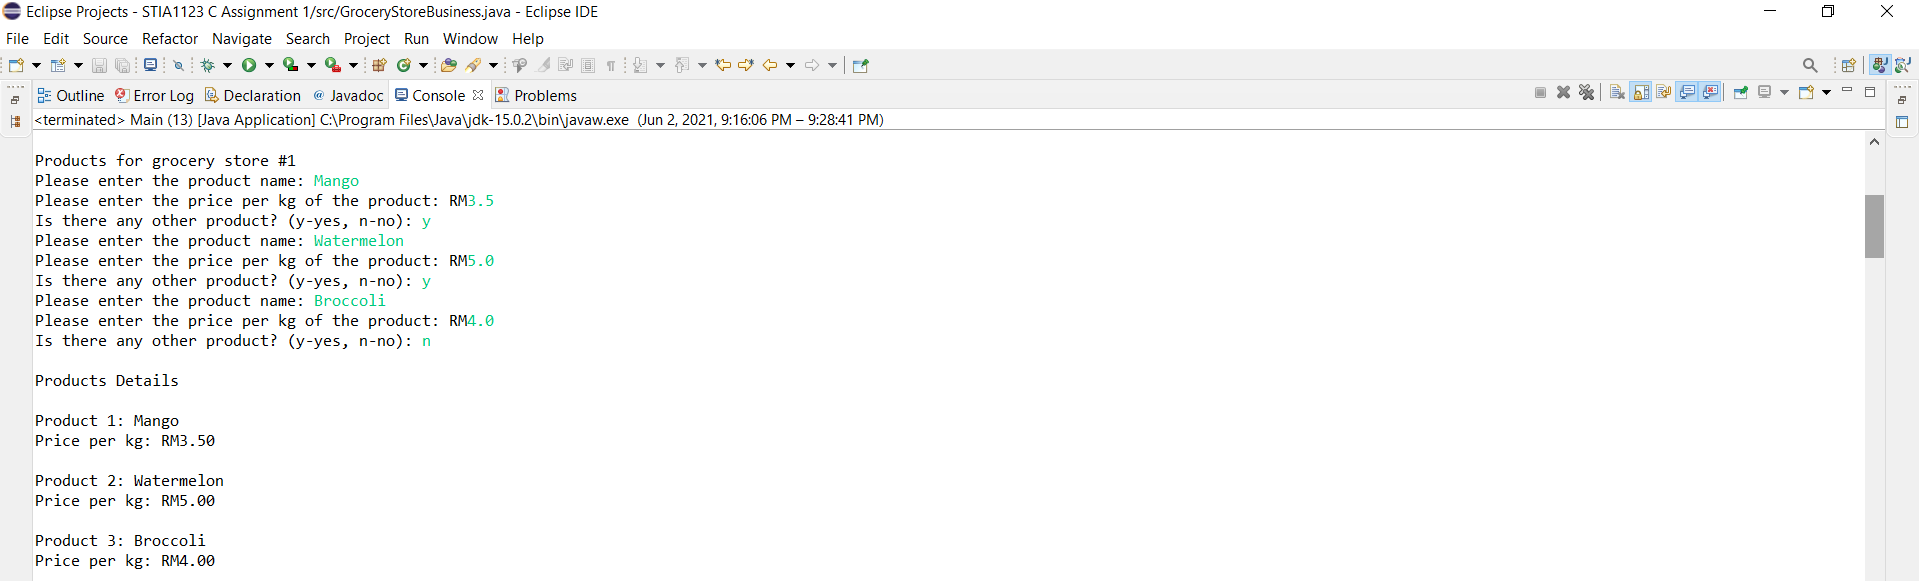 Eclipse Projects - STIA1123 C Assignment 1/src/GroceryStoreBusiness.java - Eclipse IDE
File Edit Source Refactor Navigate Search Project Run Window Help
Outline Error Log Declaration @ Javadoc Console Problems
<terminated> Main (13) [Java Application] C:\Program Files\Java\jdk-15.0.2\bin\javaw.exe (Jun 2, 2021, 9:16:06 PM – 9:28:41 PM)
Products for grocery store #1
Please enter the product name: Mango
Please enter the price per kg of the product: RM3.5
Is there any other product? (y-yes, n-no): y
Please enter the product name: Watermelon
Please enter the price per kg of the product: RM5.0
Is there any other product? (y-yes, n-no): y
Please enter the product name: Broccoli
Please enter the price per kg of the product: RM4.0
Is there any other product? (y-yes, n-no): n
Products Details
Product 1: Mango
Price per kg: RM3.50
Product 2: Watermelon
Price per kg: RM5.00
Product 3: Broccoli
Price per kg: RM4.00